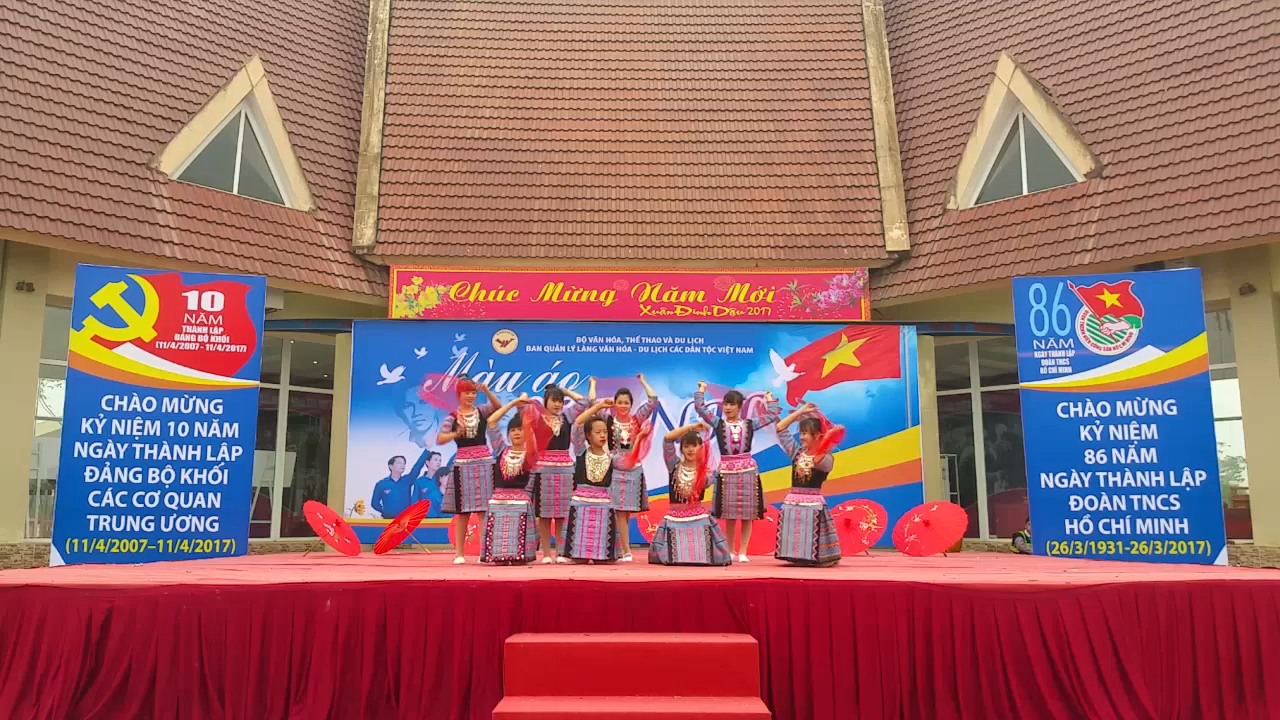 Chúc Mừng Năm Mới
Xuân Đinh Dậu 2017
10
NĂM
THÀNH LẬP
ĐẢNG BỘ KHỐI
(11/4/2007 - 11/4/2017)
CHÀO MỪNG
KỶ NIỆM 10 NĂM
NGÀY THÀNH LẬP
ĐẢNG BỘ KHỐI
CÁC CƠ QUAN
TRUNG ƯƠNG
(11/4/2007-11/4/2017)
BỘ VĂN HÓA, THỂ THAO VÀ DU LỊCH
BAN QUẢN LÝ LÀNG VĂN HÓA - DU LỊCH CÁC DÂN TỘC VIỆT NAM
Màu áo
86
NĂM
NGÀY THÀNH LẬP
ĐOÀN TNCS
HỒ CHÍ MINH
CHÀO MỪNG
KỶ NIỆM
86 NĂM
NGÀY THÀNH LẬP
ĐOÀN TNCS
HỒ CHÍ MINH
(26/3/1931-26/3/2017)